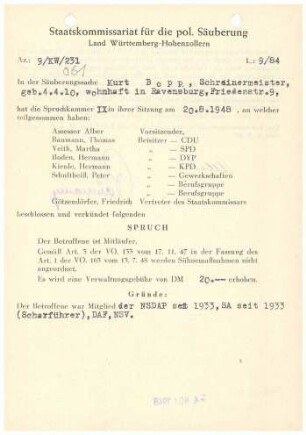 Staatskommissariat für die pol. Säuberung
Land Württemberg-Hohenzollern
Az.: 9/KW/231
L.: 9/84
061
In der Säuberungssache Kurt B o p p, Schreinermeister,
geb.4.4.10, wohnhaft in Ravensburg, Friedenstr.9,
hat die Spruchkammer IX in ihrer Sitzung am 20.8.1948, an welcher
teilgenommen haben:
Assessor Alber Vorsitzender,
Baumann, Thomas Beisitzer — CDU
Veith, Martha „ — SPD
Boden, Hermann „ — DVP
Kienle, Hermann „ — KPD
Schultheiß, Peter „ — Gewerkschaften
„ — Berufsgruppe
„ — Berufsgruppe
Götzendörfer, Friedrich Vertreter des Staatskommissars
beschlossen und verkündet folgenden
SPRUCH
Der Betroffene ist Mitläufer.
Gemäß Art. 3 der VO. 133 vom 17. 11. 47 in der Fassung des
Art. 1 der VO. 165 vom 13. 7. 48 werden Sühnemaßnahmen nicht
angeordnet.
Es wird eine Verwaltungsgebühr von DM 20.-- erhoben.
Gründe:
Der Betroffene war Mitglied der NSDAP seit 1933, SA seit 1933
(Scharführer), DAF, NSV.